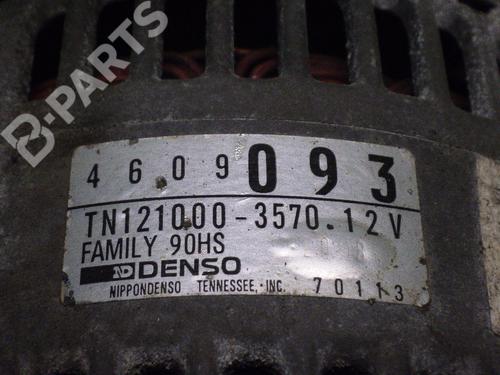 B-PARTS
4609093
TN121000-3570.12V
FAMILY 90HS
ND DENSO
NIPPONDENSO TENNESSEE, INC. 70113